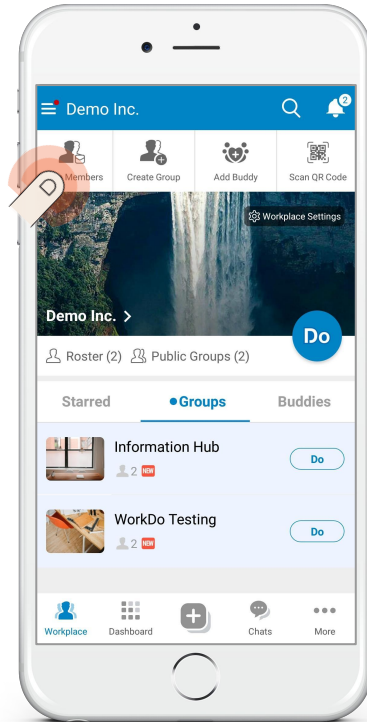 Demo Inc.
2
Members
Create Group
Add Buddy
Scan QR Code
Workplace Settings
Demo Inc. >
Do
Roster (2) Public Groups (2)
Starred
Groups
Buddies
Information Hub
2 NEW
Do
WorkDo Testing
2 NEW
Do
Workplace
Dashboard
Chats
More